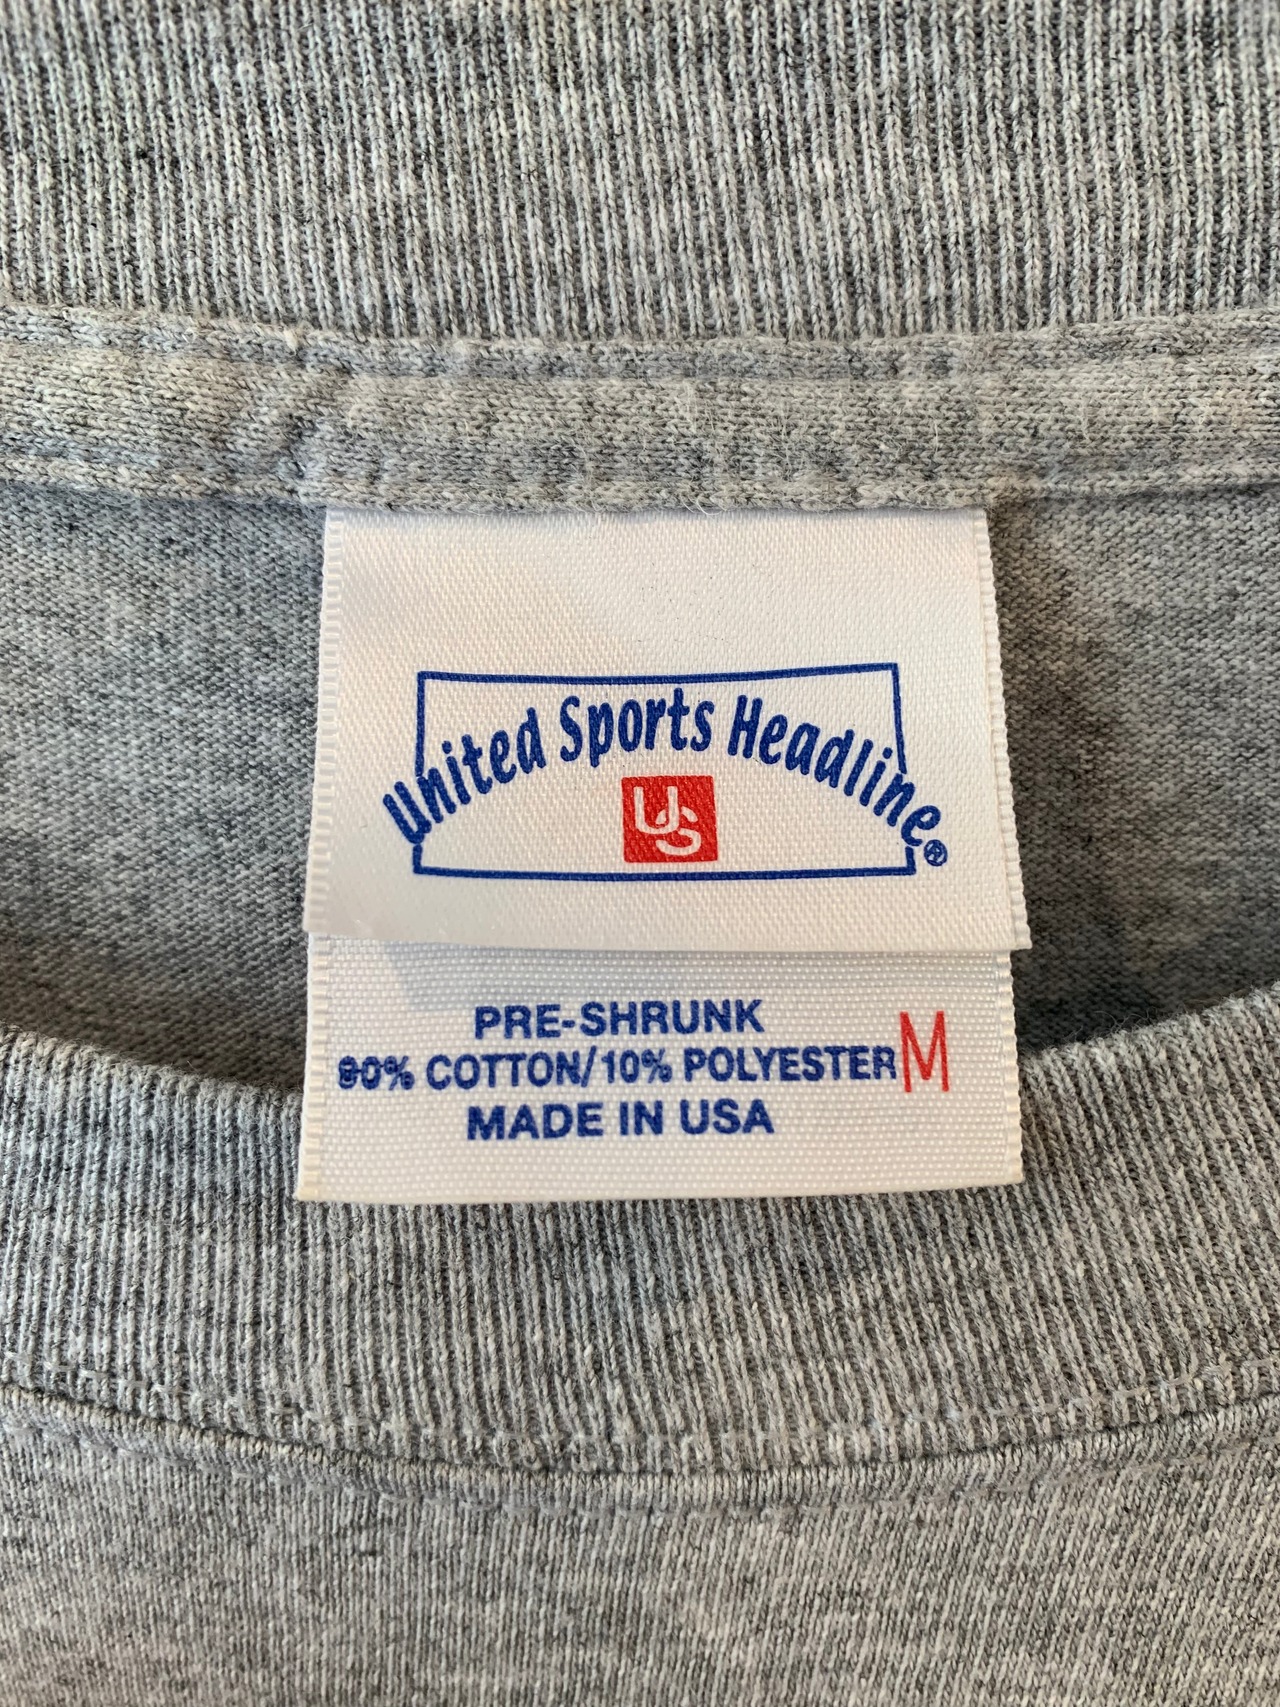 United Sports Headline®
US
PRE-SHRUNK
90% COTTON/10% POLYESTER M
MADE IN USA